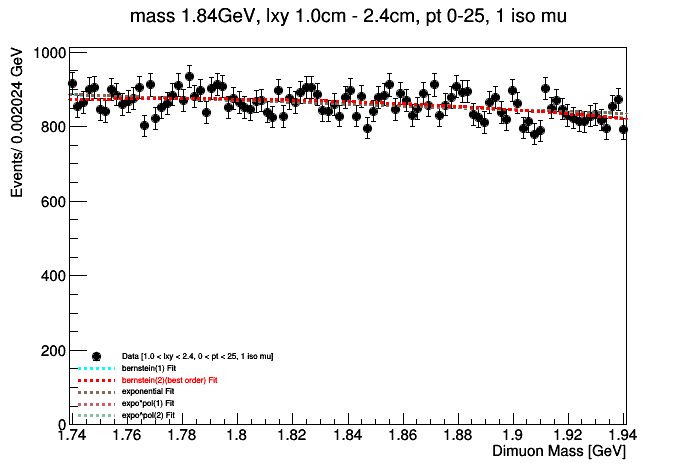 mass 1.84GeV, lxy 1.0cm - 2.4cm, pt 0-25, 1 iso mu
Events/ 0.002024 GeV
1000
800
600
400
200
0
Data [1.0 < lxy < 2.4, 0 < pt < 25, 1 iso mu]
bernstein(1) Fit
bernstein(2)(best order) Fit
exponential Fit
expo*pol(1) Fit
expo*pol(2) Fit
1.74 1.76 1.78 1.8 1.82 1.84 1.86 1.88 1.9 1.92 1.94
Dimuon Mass [GeV]